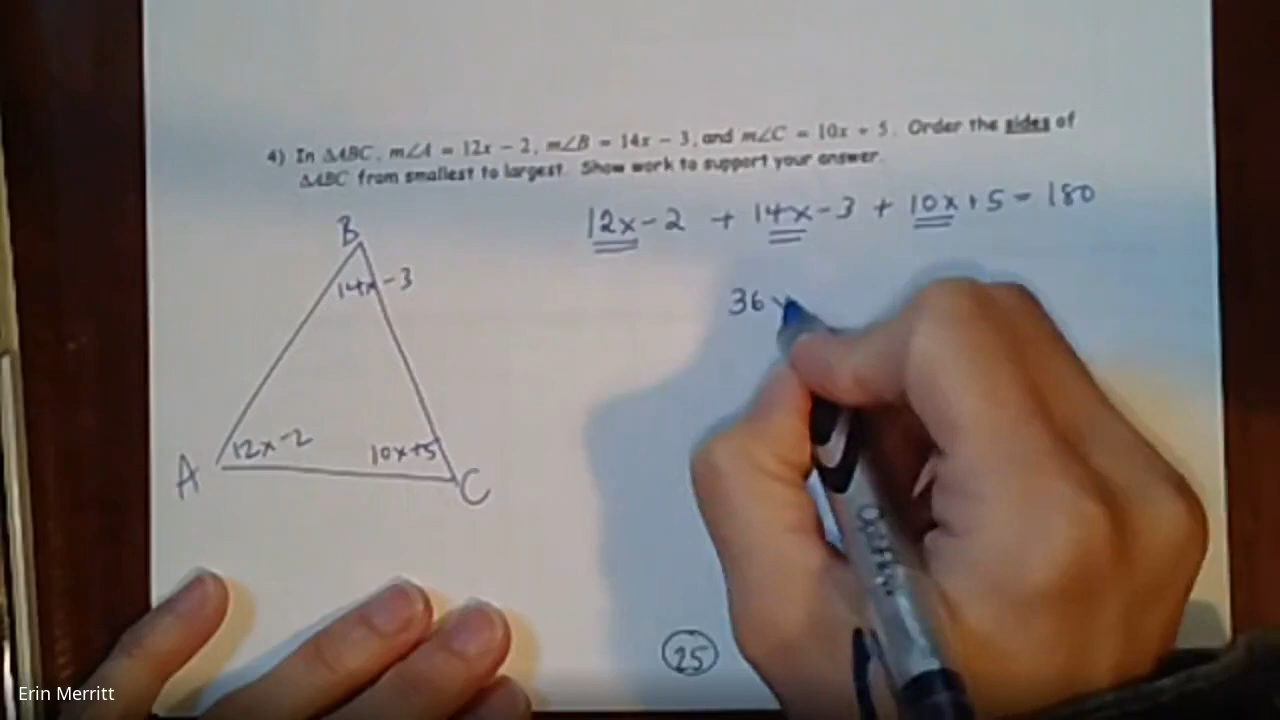 4) In ΔABC, m∠A = 12x - 2, m∠B = 14x - 3, and m∠C = 10x + 5. Order the sides of
ΔABC from smallest to largest. Show work to support your answer.
12x-2 + 14x-3 + 10x+5 = 180
B
14x-3
36x
12x-2
10x+5
A
C
25
Erin Merritt